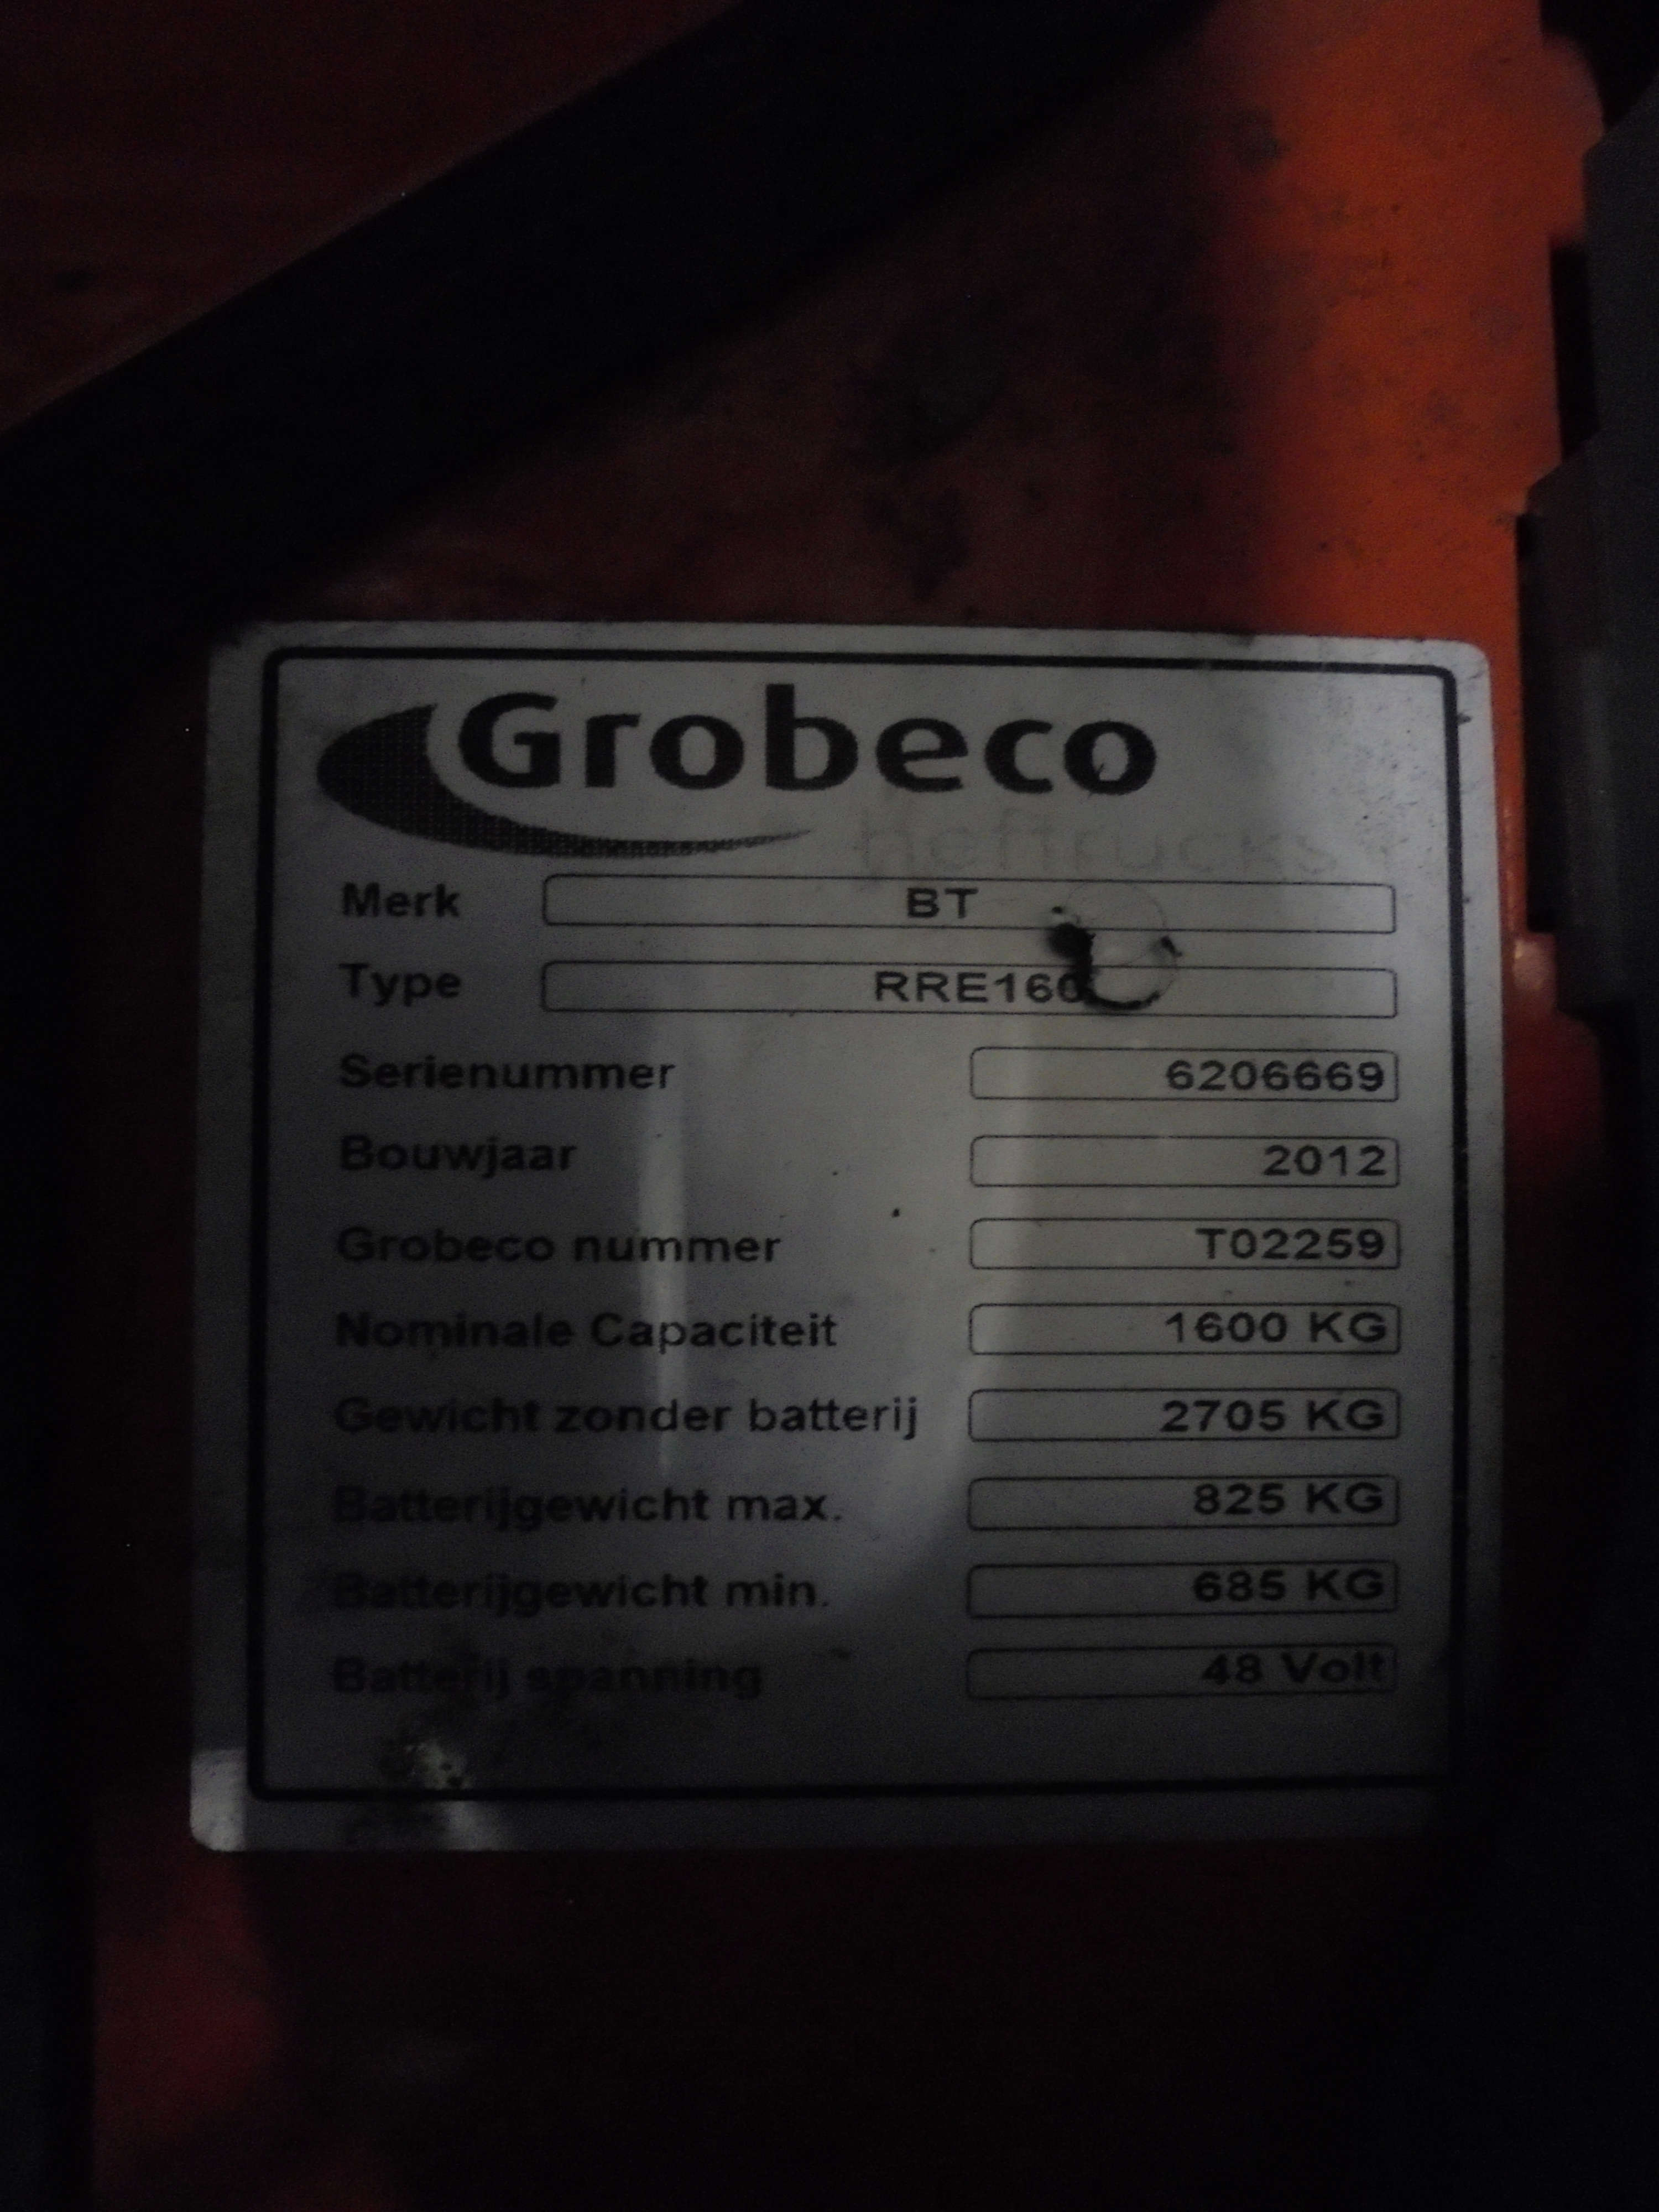 Grobeco
heftrucks
Merk BT
Type RRE160
Serienummer 6206669
Bouwjaar 2012
Grobeco nummer T02259
Nominale Capaciteit 1600 KG
Gewicht zonder batterij 2705 KG
Batterijgewicht max. 825 KG
Batterijgewicht min. 685 KG
Batterij spanning 48 Volt